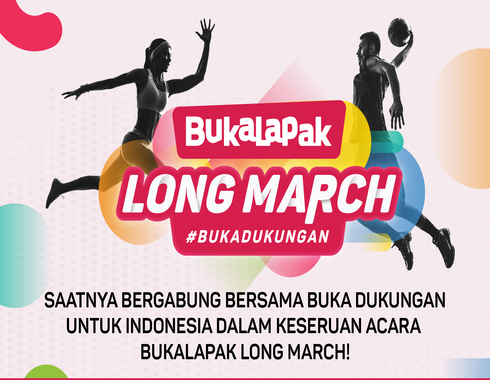 BUKALAPAK
LONG MARCH
#BUKADUKUNGAN
SAATNYA BERGABUNG BERSAMA BUKA DUKUNGAN
UNTUK INDONESIA DALAM KESERUAN ACARA
BUKALAPAK LONG MARCH!